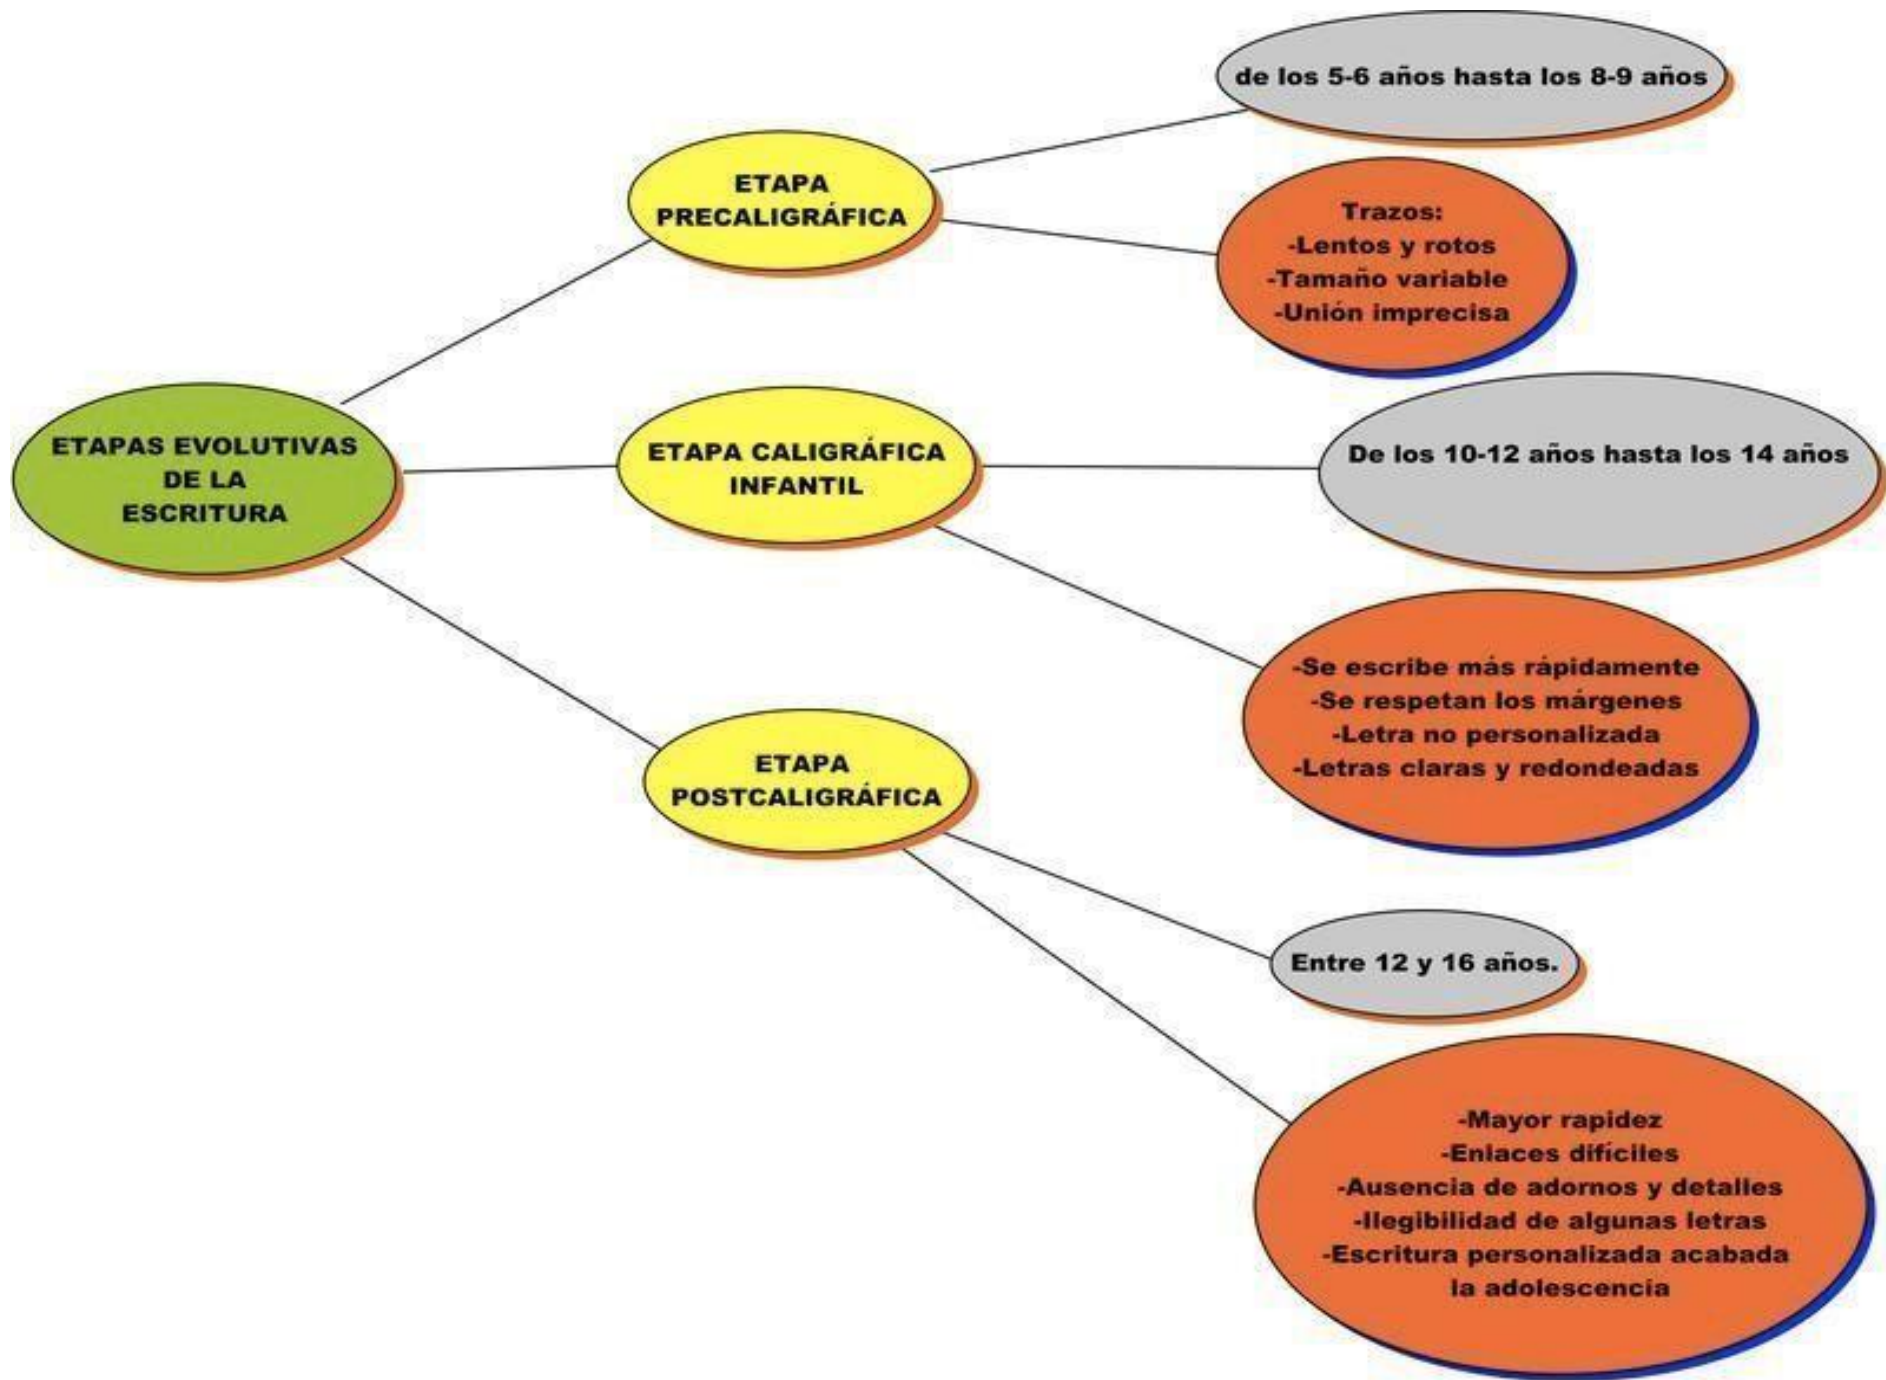 ETAPAS EVOLUTIVAS
DE LA
ESCRITURA
ETAPA
PRECALIGRÁFICA
de los 5-6 años hasta los 8-9 años
Trazos:
-Lentos y rotos
-Tamaño variable
-Unión imprecisa
ETAPA CALIGRÁFICA
INFANTIL
De los 10-12 años hasta los 14 años
-Se escribe más rápidamente
-Se respetan los márgenes
-Letra no personalizada
-Letras claras y redondeadas
ETAPA
POSTCALIGRÁFICA
Entre 12 y 16 años.
-Mayor rapidez
-Enlaces difíciles
-Ausencia de adornos y detalles
-Ilegibilidad de algunas letras
-Escritura personalizada acabada
la adolescencia